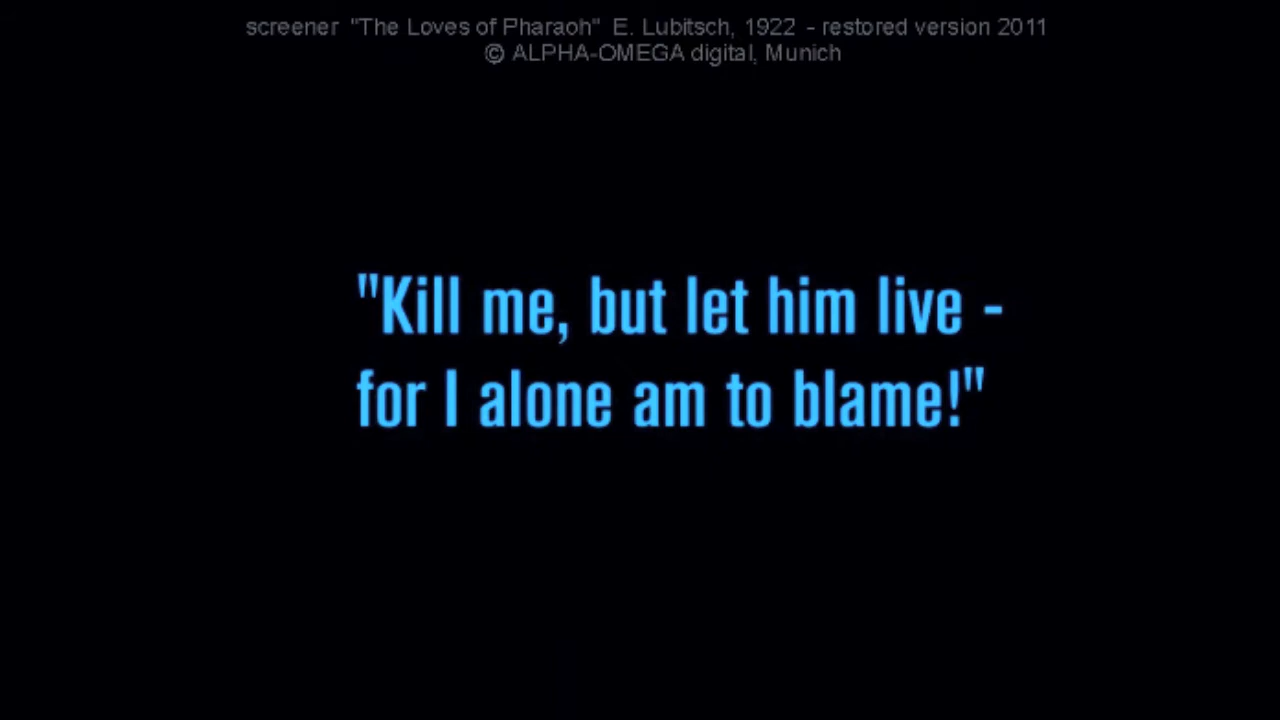 screener "The Loves of Pharaoh" E. Lubitsch, 1922 - restored version 2011
© ALPHA-OMEGA digital, Munich
"Kill me, but let him live -
for I alone am to blame!"